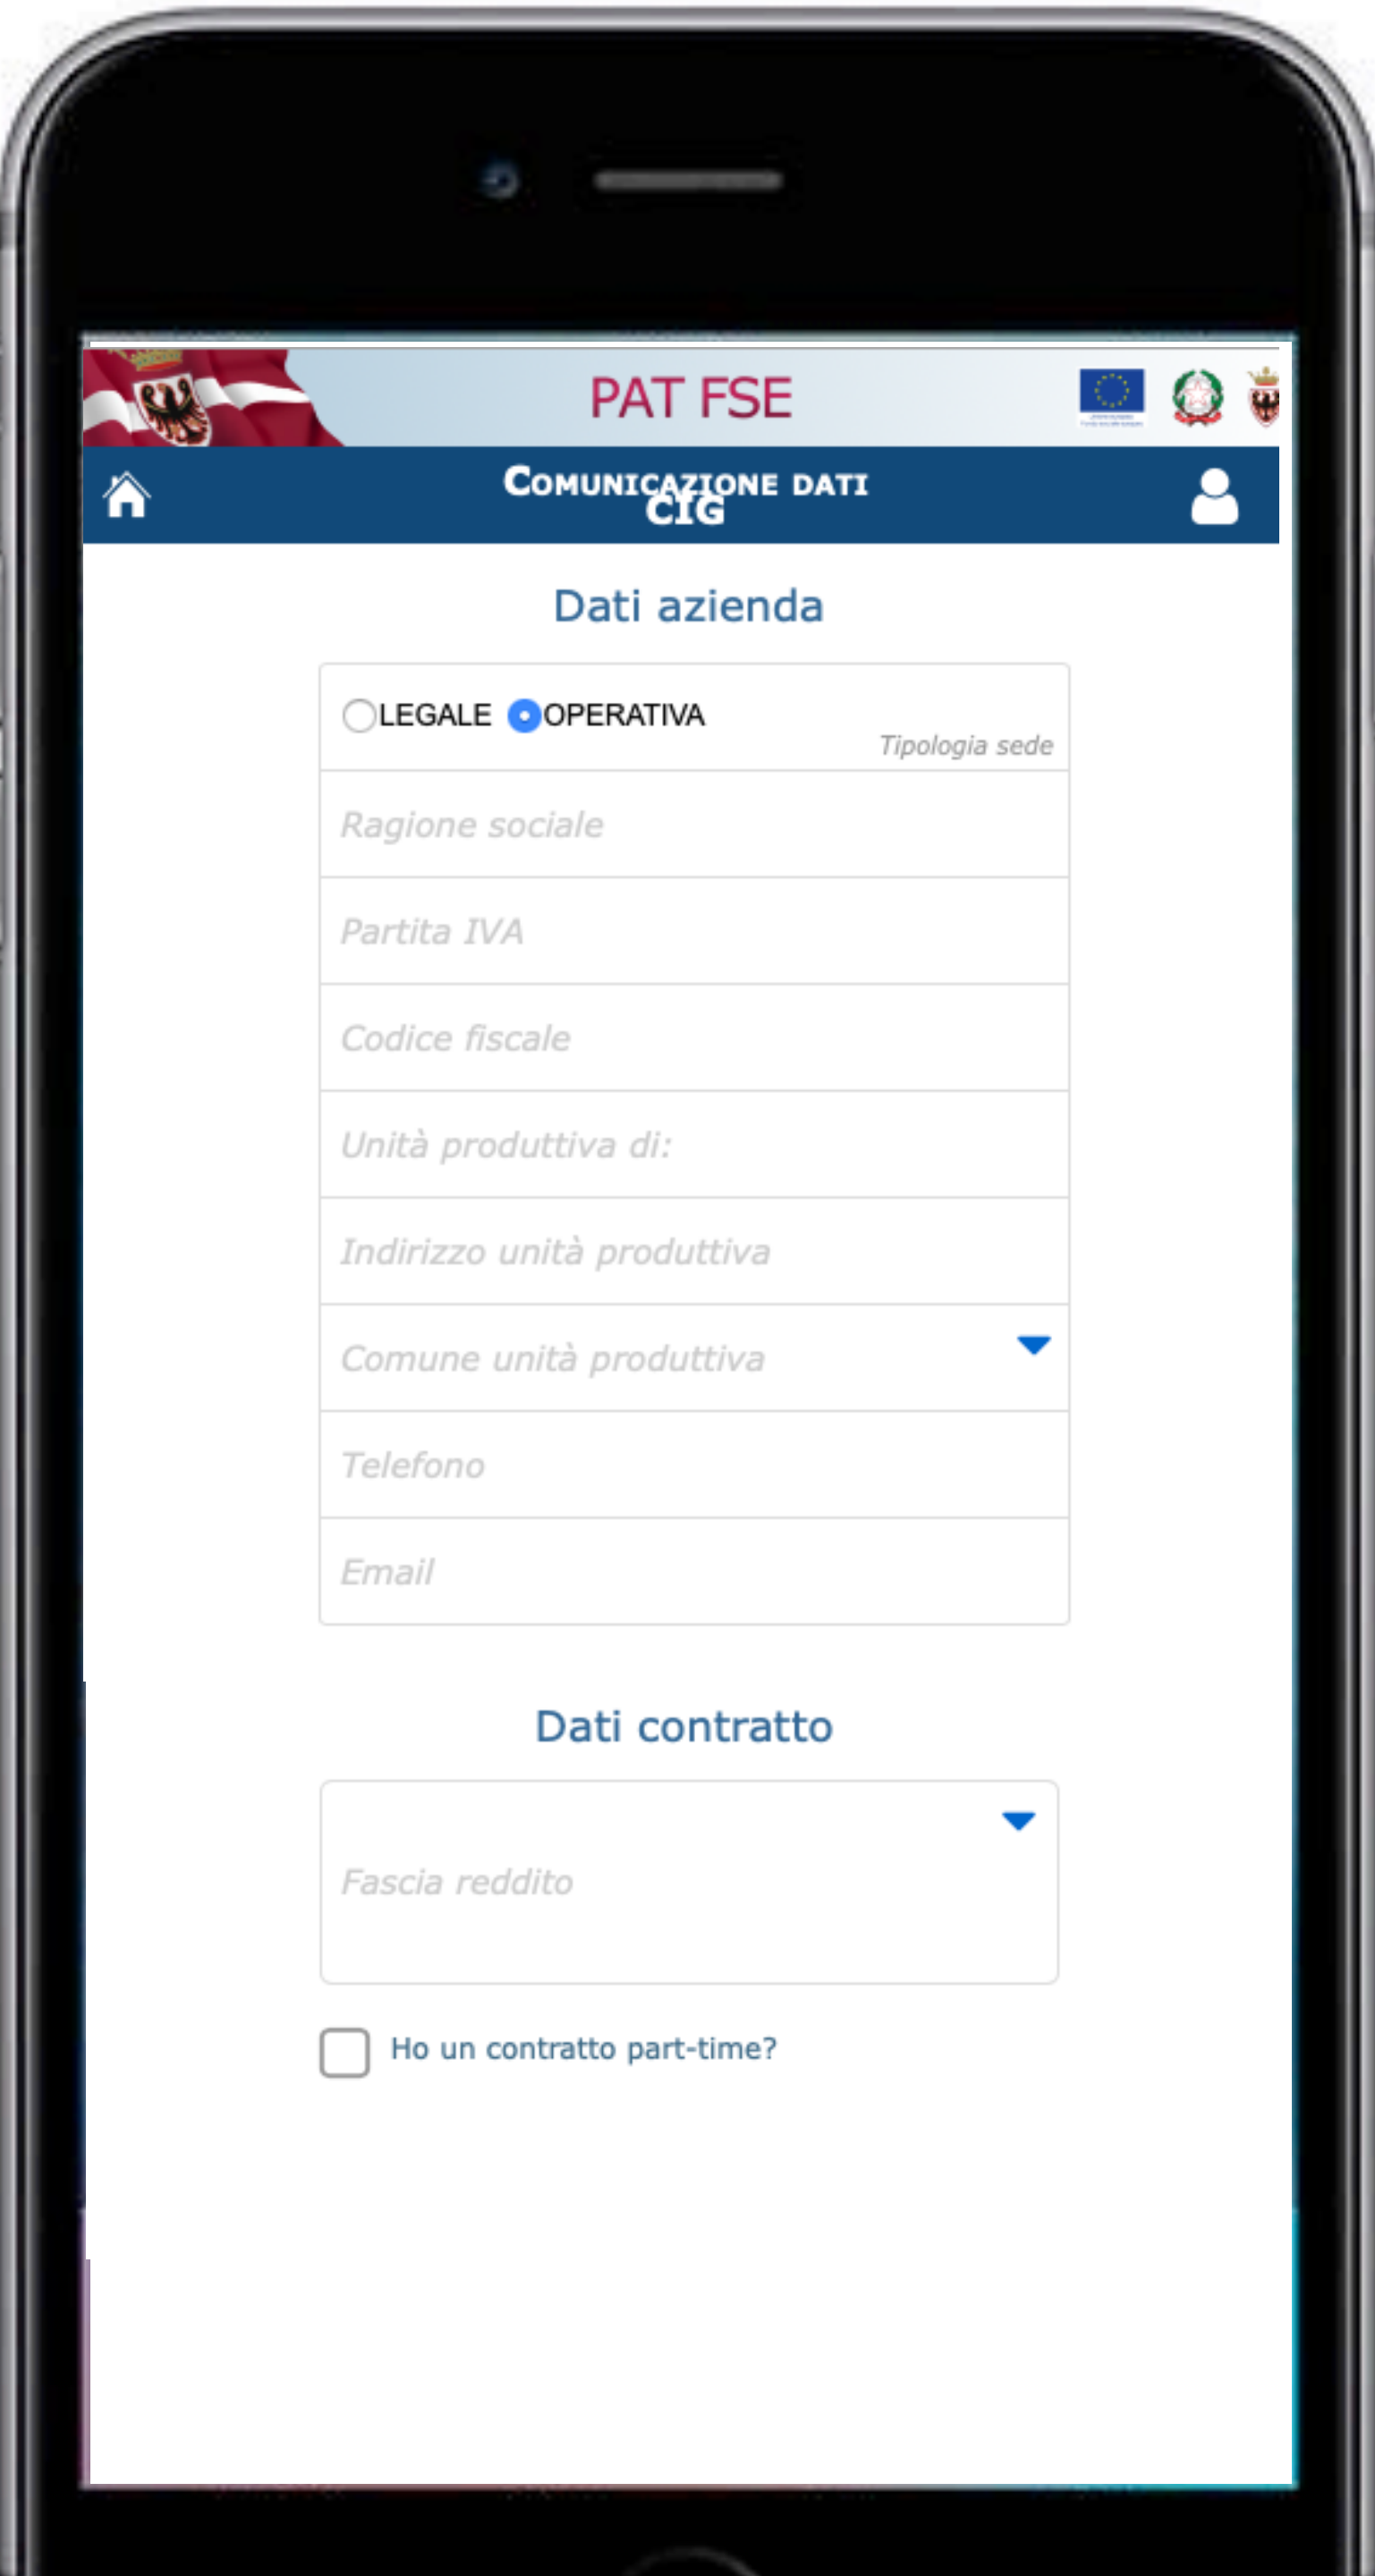 PAT FSE
COMUNICAZIONE DATI
CIG
Dati azienda
LEGALE OPERATIVA
Tipologia sede
Ragione sociale
Partita IVA
Codice fiscale
Unità produttiva di:
Indirizzo unità produttiva
Comune unità produttiva
Telefono
Email
Dati contratto
Fascia reddito
Ho un contratto part-time?